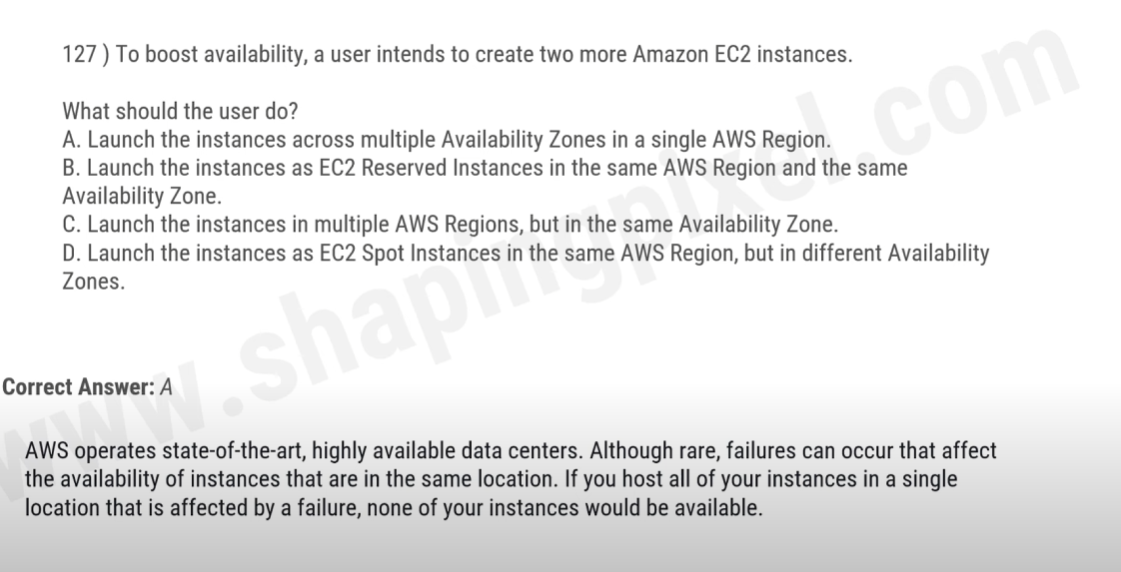 127 ) To boost availability, a user intends to create two more Amazon EC2 instances.
What should the user do?
A. Launch the instances across multiple Availability Zones in a single AWS Region.
B. Launch the instances as EC2 Reserved Instances in the same AWS Region and the same
Availability Zone.
C. Launch the instances in multiple AWS Regions, but in the same Availability Zone.
D. Launch the instances as EC2 Spot Instances in the same AWS Region, but in different Availability
Zones.
Correct Answer: A
AWS operates state-of-the-art, highly available data centers. Although rare, failures can occur that affect
the availability of instances that are in the same location. If you host all of your instances in a single
location that is affected by a failure, none of your instances would be available.
www.shapingpixel.com